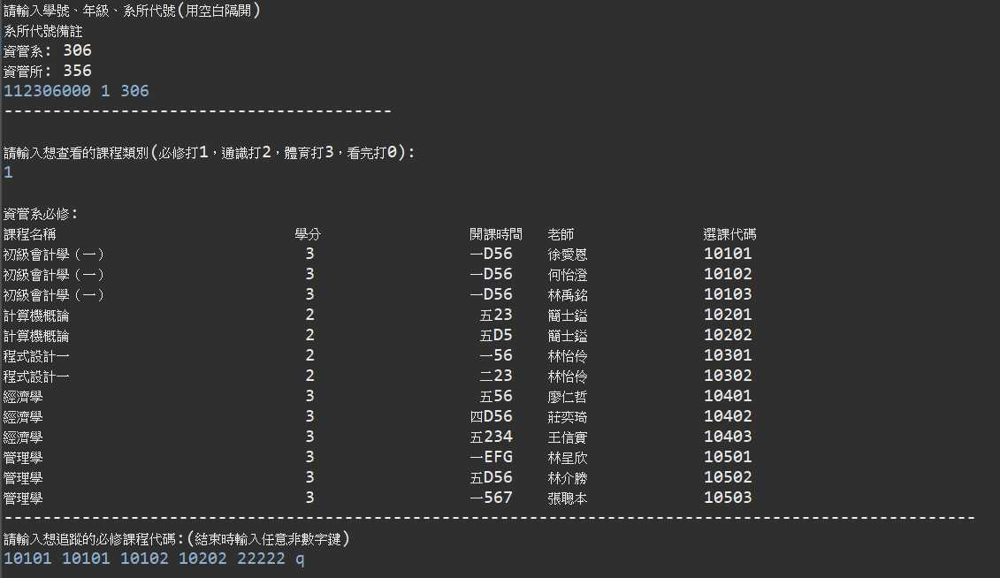 請輸入學號、年級、系所代號(用空白隔開)
系所代號備註
資管系: 306
資管所: 356
112306000 1 306
----------------------------------------
請輸入想查看的課程類別(必修打1，通識打2，體育打3，看完打0):
1
資管系必修:
課程名稱 學分 開課時間 老師 選課代碼
初級會計學（一） 3 一D56 徐愛恩 10101
初級會計學（一） 3 一D56 何怡澄 10102
初級會計學（一） 3 一D56 林禹銘 10103
計算機概論 2 五23 簡士鎰 10201
計算機概論 2 五D5 簡士鎰 10202
程式設計一 2 一56 林怡伶 10301
程式設計一 2 二23 林怡伶 10302
經濟學 3 五56 廖仁哲 10401
經濟學 3 四D56 莊奕琦 10402
經濟學 3 五234 王信實 10403
管理學 3 一EFG 林呈欣 10501
管理學 3 五D56 林介勝 10502
管理學 3 一567 張聰本 10503
----------------------------------------------------------------------------------------------------
請輸入想追蹤的必修課程代碼:(結束時輸入任意非數字鍵)
10101 10101 10102 10202 22222 q